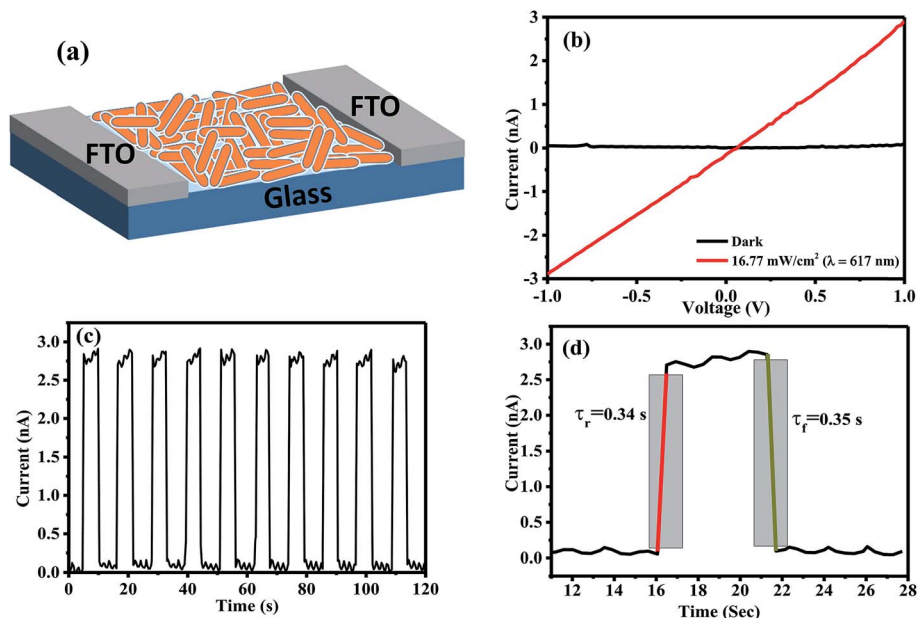 (a)
FTO
FTO
Glass
(b)
Current (nA)
3
2
1
0
-1
-2
-3
Dark
16.77 mW/cm² (λ = 617 nm)
-1.0 -0.5 0.0 0.5 1.0
Voltage (V)
(c)
Current (nA)
3.0
2.5
2.0
1.5
1.0
0.5
0.0
0 20 40 60 80 100 120
Time (s)
(d)
Current (nA)
3.0
2.5
2.0
1.5
1.0
0.5
0.0
τr=0.34 s
τf=0.35 s
12 14 16 18 20 22 24 26 28
Time (Sec)